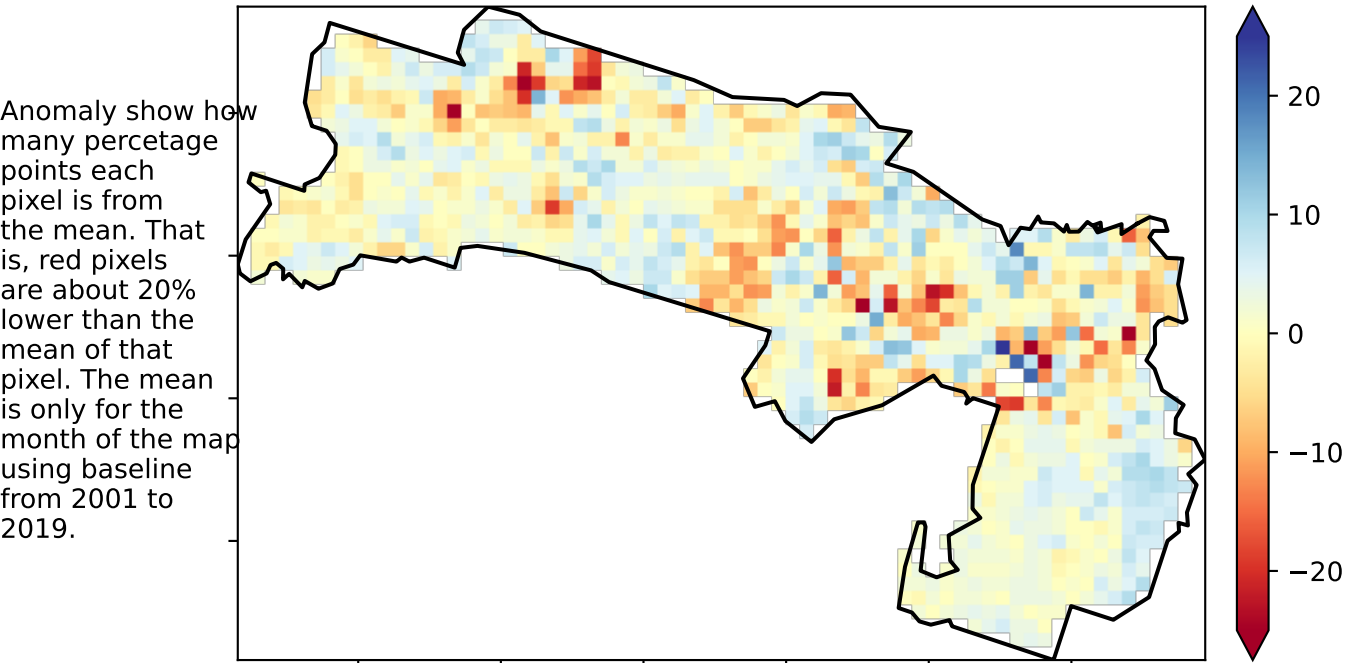 Anomaly show how
many percetage
points each
pixel is from
the mean. That
is, red pixels
are about 20%
lower than the
mean of that
pixel. The mean
is only for the
month of the map
using baseline
from 2001 to
2019.
20
10
0
−10
−20